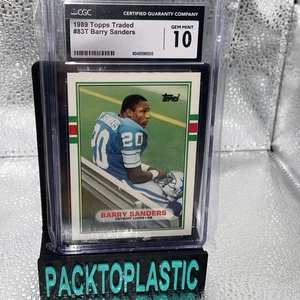 CGC
CERTIFIED GUARANTY COMPANY
1989 Topps Traded
#83T Barry Sanders
GEM MINT
10
Topps
SANDERS
20
BARRY SANDERS
DETROIT LIONS • RB
PACKTOPLASTIC